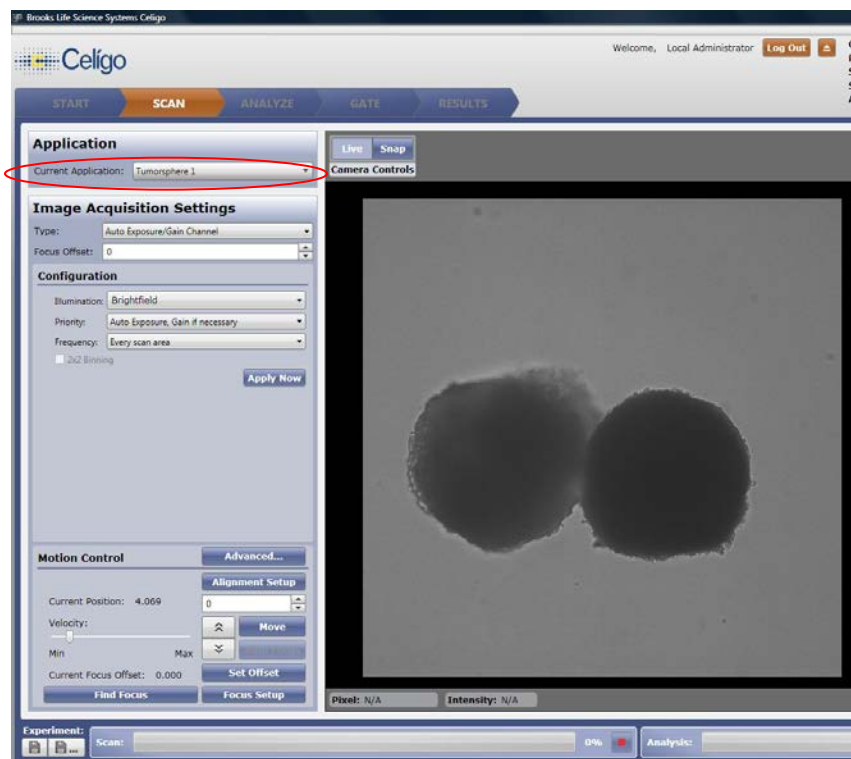 Brooks Life Science Systems Celigo
Celígo
Welcome, Local Administrator Log Out
START SCAN ANALYZE GATE RESULTS
Application
Current Application: Tumorsphere 1
Live Snap
Camera Controls
Image Acquisition Settings
Type: Auto Exposure/Gain Channel
Focus Offset: 0
Configuration
Illumination: Brightfield
Priority: Auto Exposure, Gain if necessary
Frequency: Every scan area
2x2 Binning
Apply Now
Motion Control Advanced...
Alignment Setup
Current Position: 4.069 0
Velocity: Move
Min Max
Current Focus Offset: 0.000 Set Offset
Find Focus Focus Setup
Pixel: N/A Intensity: N/A
Experiment:
Scan: 0% Analysis: